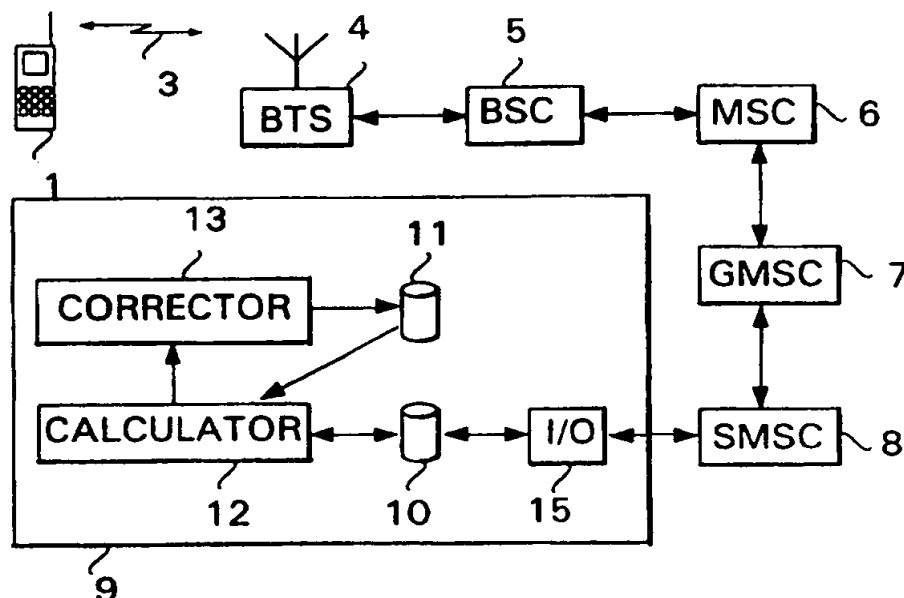 4
5
3
BTS
BSC
MSC
6
1
13
11
GMSC
7
CORRECTOR
CALCULATOR
I/O
SMSC
8
12
10
15
9